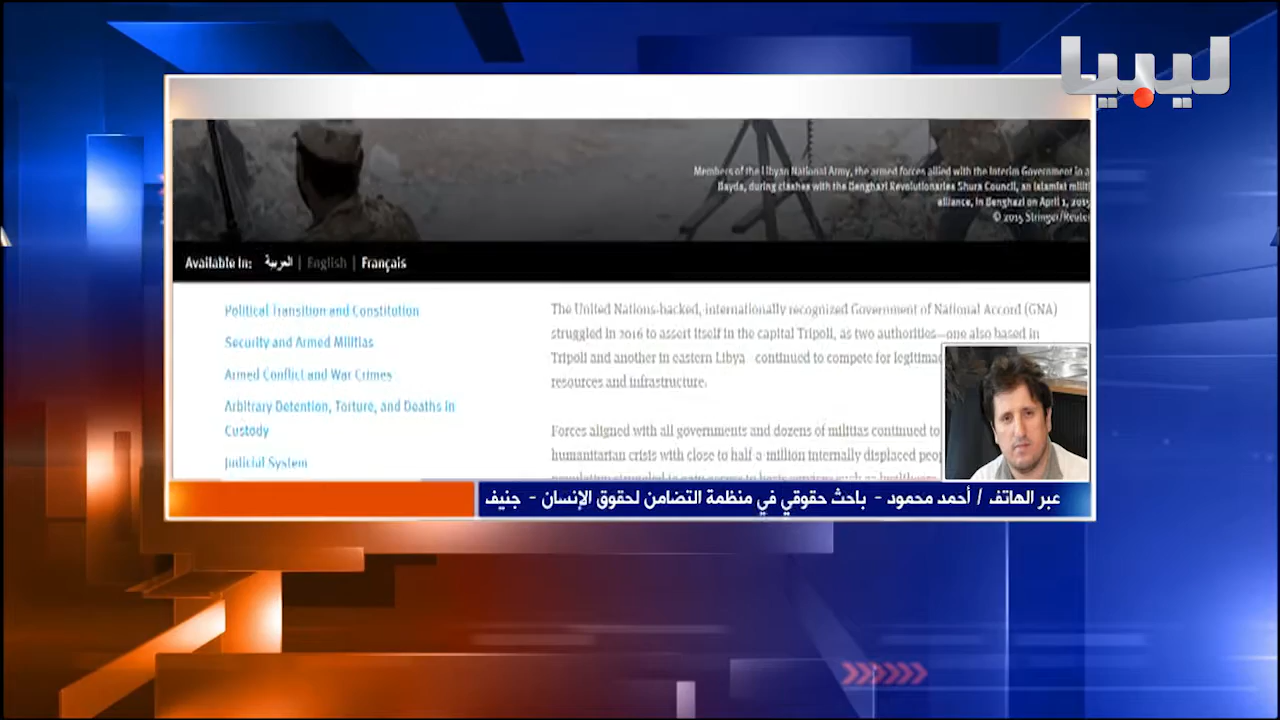 ليبيا
Members of the Libyan National Army, the armed forces allied with the Interim Government in a
Bayda, during clashes with the Benghazi Revolutionaries Shura Council, an Islamist milit
alliance, in Benghazi on April 1, 2015
© 2015 Stringer/Reuter
Available In: العربية | English | Français
Political Transition and Constitution
Security and Armed Militias
Armed Conflict and War Crimes
Arbitrary Detention, Torture, and Deaths in
Custody
Judicial System
The United Nations-backed, internationally recognized Government of National Accord (GNA)
struggled in 2016 to assert itself in the capital Tripoli, as two authorities—one also based in
Tripoli and another in eastern Libya—continued to compete for legitimac
resources and infrastructure.
Forces aligned with all governments and dozens of militias continued to
humanitarian crisis with close to half-a-million internally displaced peop
عبر الهاتف / أحمد محمود - باحث حقوقي في منظمة التضامن لحقوق الإنسان - جنيف